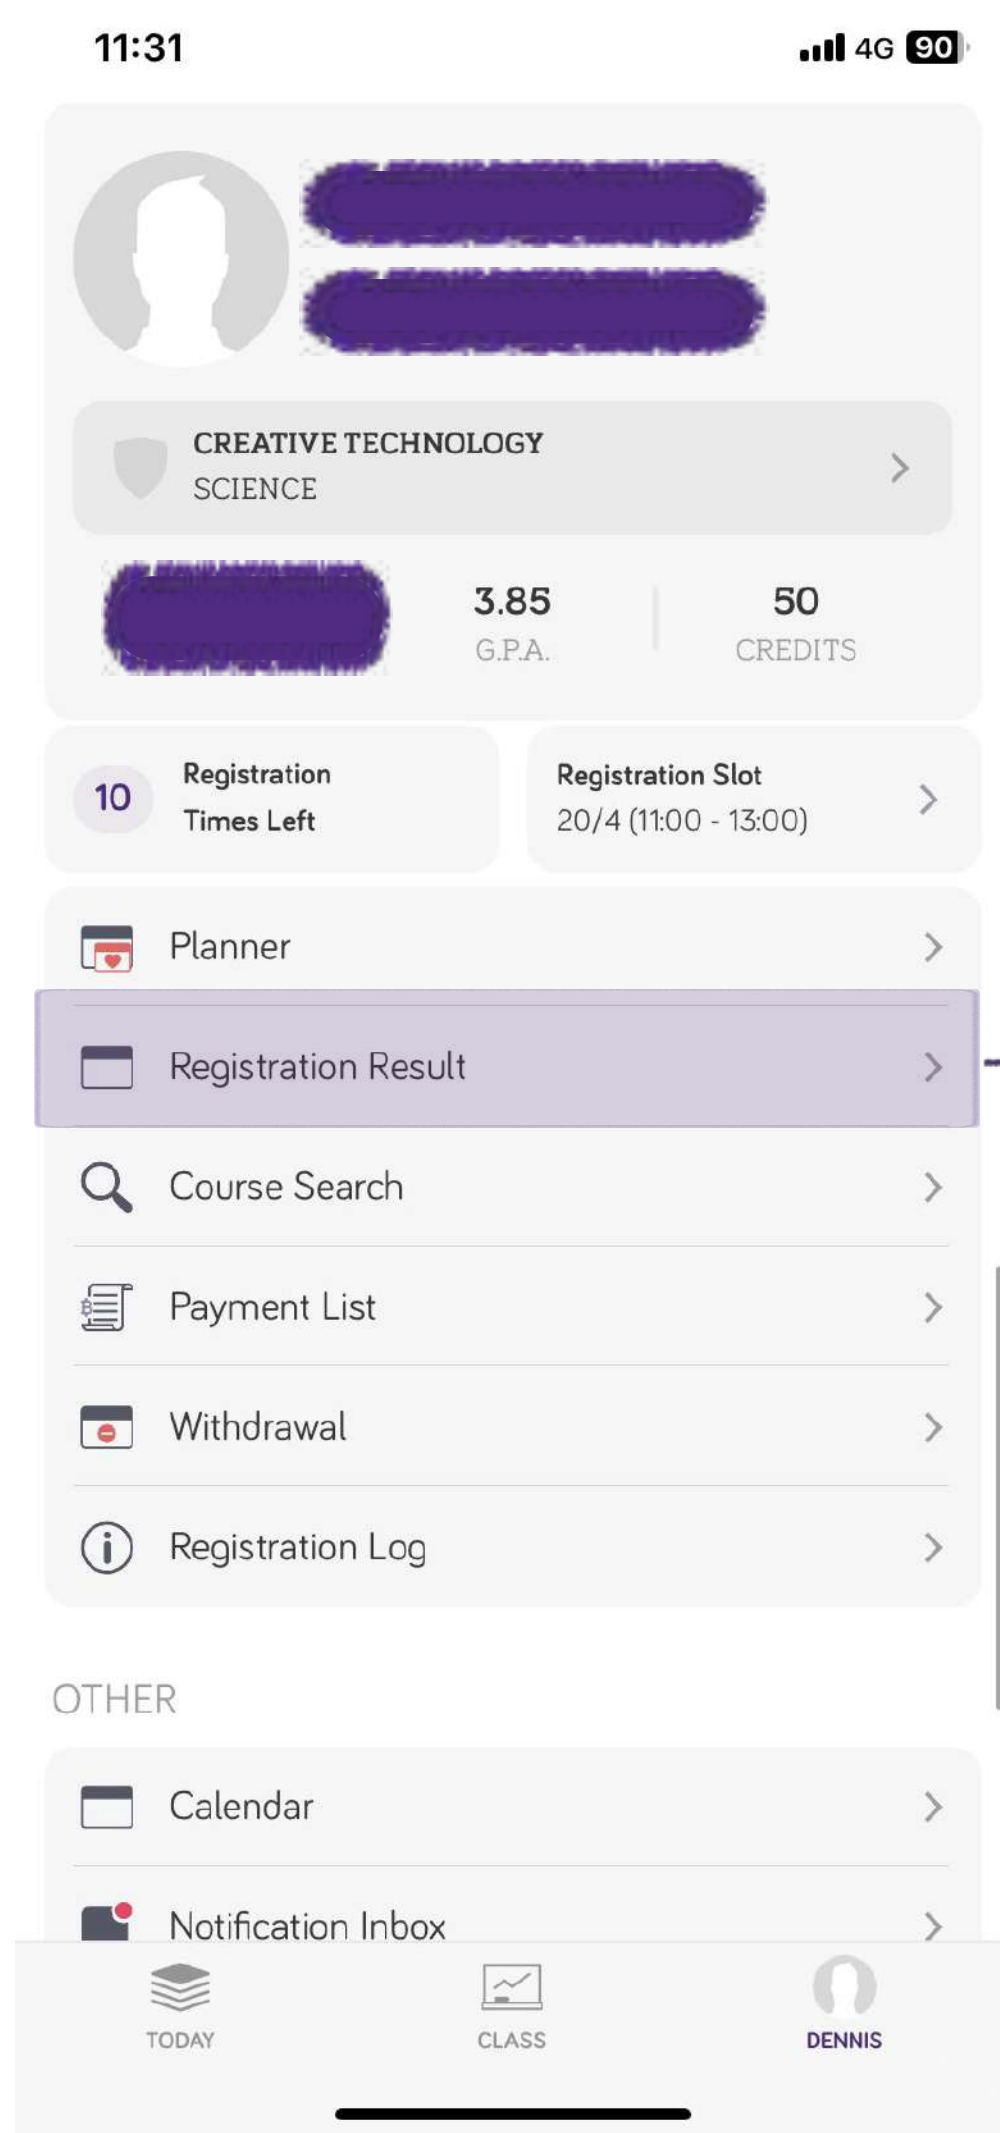 11:31
4G 90
CREATIVE TECHNOLOGY
SCIENCE
3.85
G.P.A.
50
CREDITS
10
Registration
Times Left
Registration Slot
20/4 (11:00 - 13:00)
Planner
Registration Result
Course Search
Payment List
Withdrawal
Registration Log
OTHER
Calendar
Notification Inbox
TODAY
CLASS
DENNIS